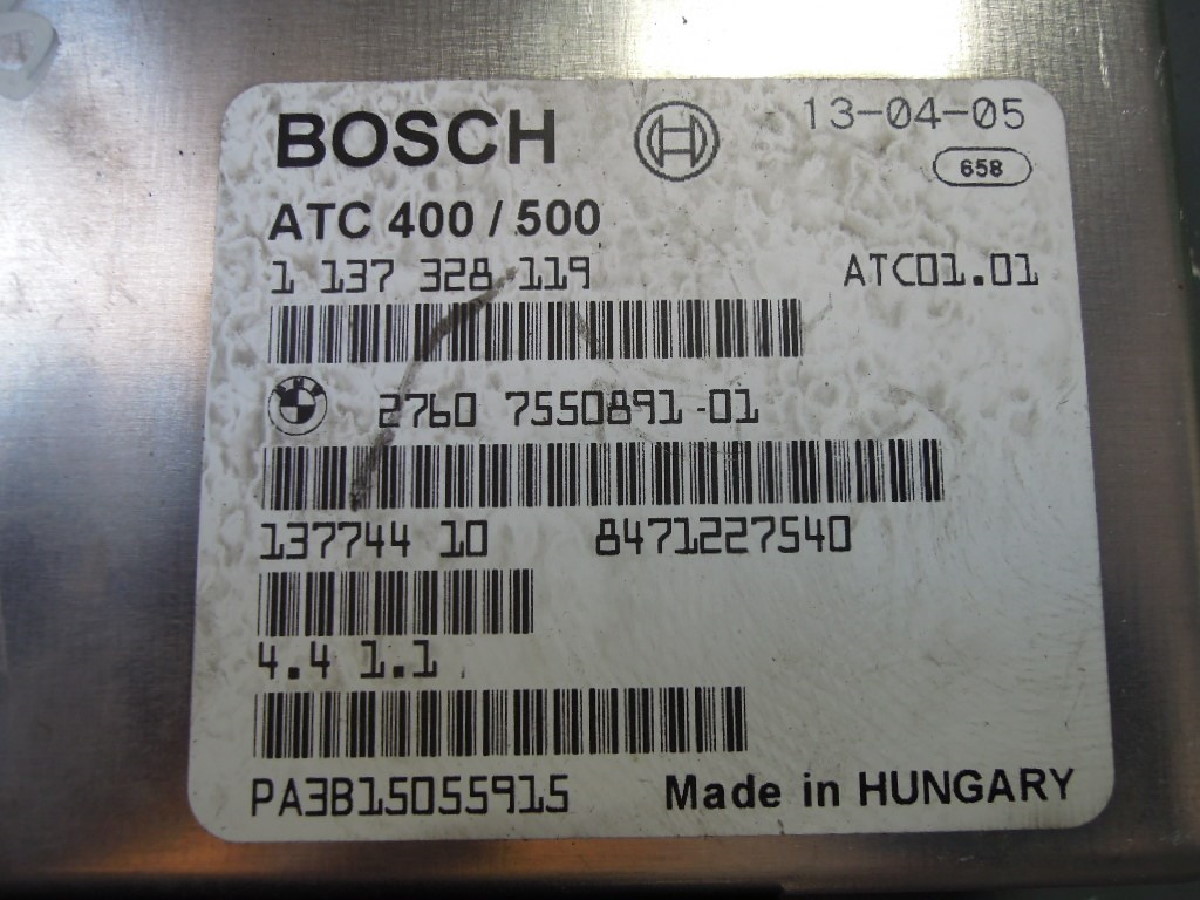 BOSCH 13-04-05
658
ATC 400 / 500
1 137 328 119 ATC01.01
2760 7550891-01
137744 10 8471227540
4.4 1.1
PA3B15055915 Made in HUNGARY